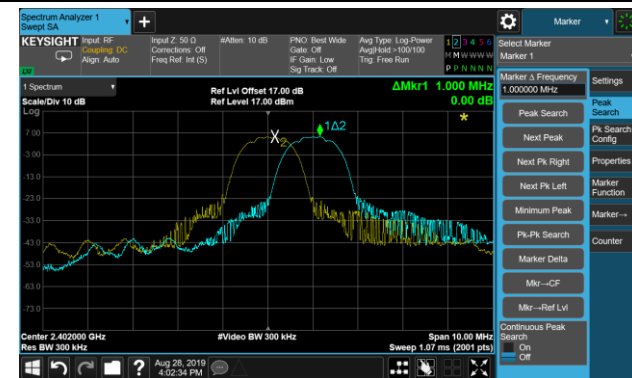 Spectrum Analyzer 1
Swept SA
+
Marker
KEYSIGHT
Input: RF
Coupling: DC
Align: Auto
Input Z: 50 Ω
Corrections: Off
Freq Ref: Int (S)
#Atten: 10 dB
PNO: Best Wide
Gate: Off
IF Gain: Low
Sig Track: Off
Avg Type: Log-Power
Avg|Hold >100/100
Trig: Free Run
1 2 3 4 5 6
M M W W W W
P P N N N N
Select Marker
Marker 1
1 Spectrum
Scale/Div 10 dB
Ref Lvl Offset 17.00 dB
Ref Level 17.00 dBm
ΔMkr1 1.000 MHz
0.00 dB
Log
7.00
-3.00
-13.0
-23.0
-33.0
-43.0
-53.0
-63.0
-73.0
X2
1Δ2
Center 2.402000 GHz
Res BW 300 kHz
#Video BW 300 kHz
Span 10.00 MHz
Sweep 1.07 ms (2001 pts)
Marker Δ Frequency
1.000000 MHz
Peak Search
Next Peak
Next Pk Right
Next Pk Left
Minimum Peak
Pk-Pk Search
Marker Delta
Mkr→CF
Mkr→Ref Lvl
Continuous Peak
Search
On
Off
Settings
Peak
Search
Pk Search
Config
Properties
Marker
Function
Marker→
Counter
?
Aug 28, 2019
4:02:34 PM